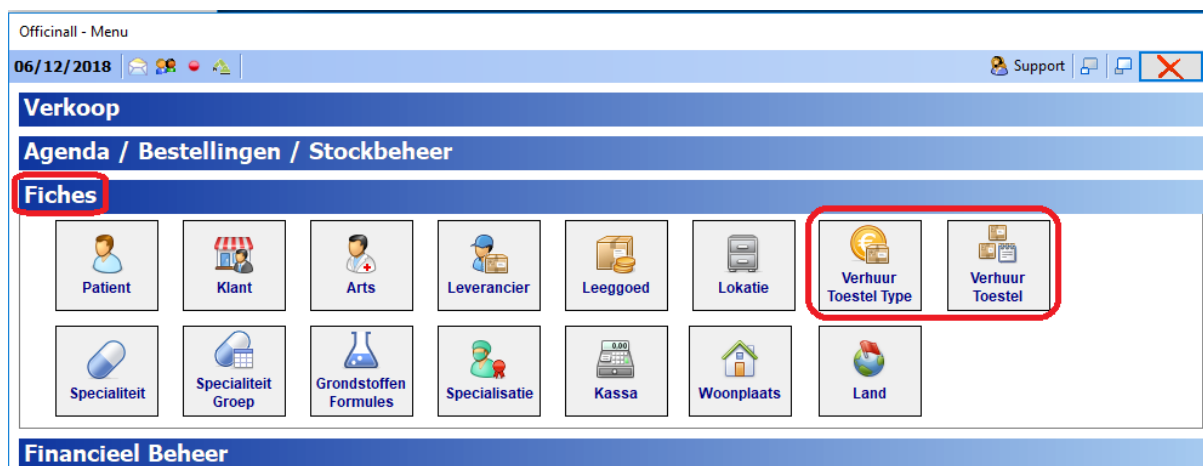 Officinall - Menu
06/12/2018
Support
Verkoop
Agenda / Bestellingen / Stockbeheer
Fiches
Patient
Klant
Arts
Leverancier
Leeggoed
Lokatie
Verhuur
Toestel Type
Verhuur
Toestel
Specialiteit
Specialiteit
Groep
Grondstoffen
Formules
Specialisatie
0.00
Kassa
Woonplaats
Land
Financieel Beheer